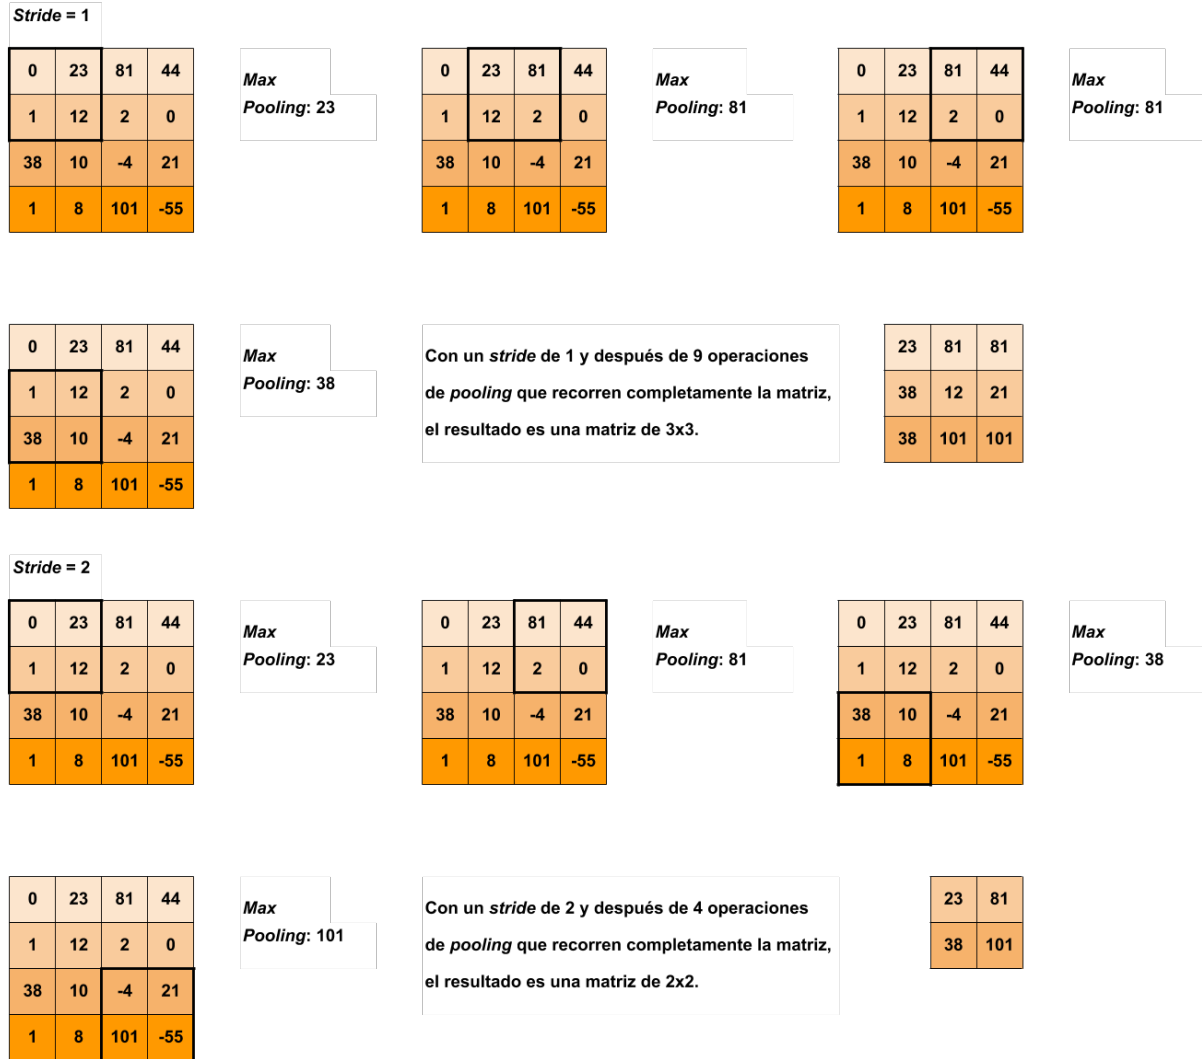 Stride = 1
0 23 81 44
1 12 2 0
38 10 -4 21
1 8 101 -55
Max
Pooling: 23
0 23 81 44
1 12 2 0
38 10 -4 21
1 8 101 -55
Max
Pooling: 81
0 23 81 44
1 12 2 0
38 10 -4 21
1 8 101 -55
Max
Pooling: 81
0 23 81 44
1 12 2 0
38 10 -4 21
1 8 101 -55
Max
Pooling: 38
Con un stride de 1 y después de 9 operaciones
de pooling que recorren completamente la matriz,
el resultado es una matriz de 3x3.
23 81 81
38 12 21
38 101 101
Stride = 2
0 23 81 44
1 12 2 0
38 10 -4 21
1 8 101 -55
Max
Pooling: 23
0 23 81 44
1 12 2 0
38 10 -4 21
1 8 101 -55
Max
Pooling: 81
0 23 81 44
1 12 2 0
38 10 -4 21
1 8 101 -55
Max
Pooling: 38
0 23 81 44
1 12 2 0
38 10 -4 21
1 8 101 -55
Max
Pooling: 101
Con un stride de 2 y después de 4 operaciones
de pooling que recorren completamente la matriz,
el resultado es una matriz de 2x2.
23 81
38 101